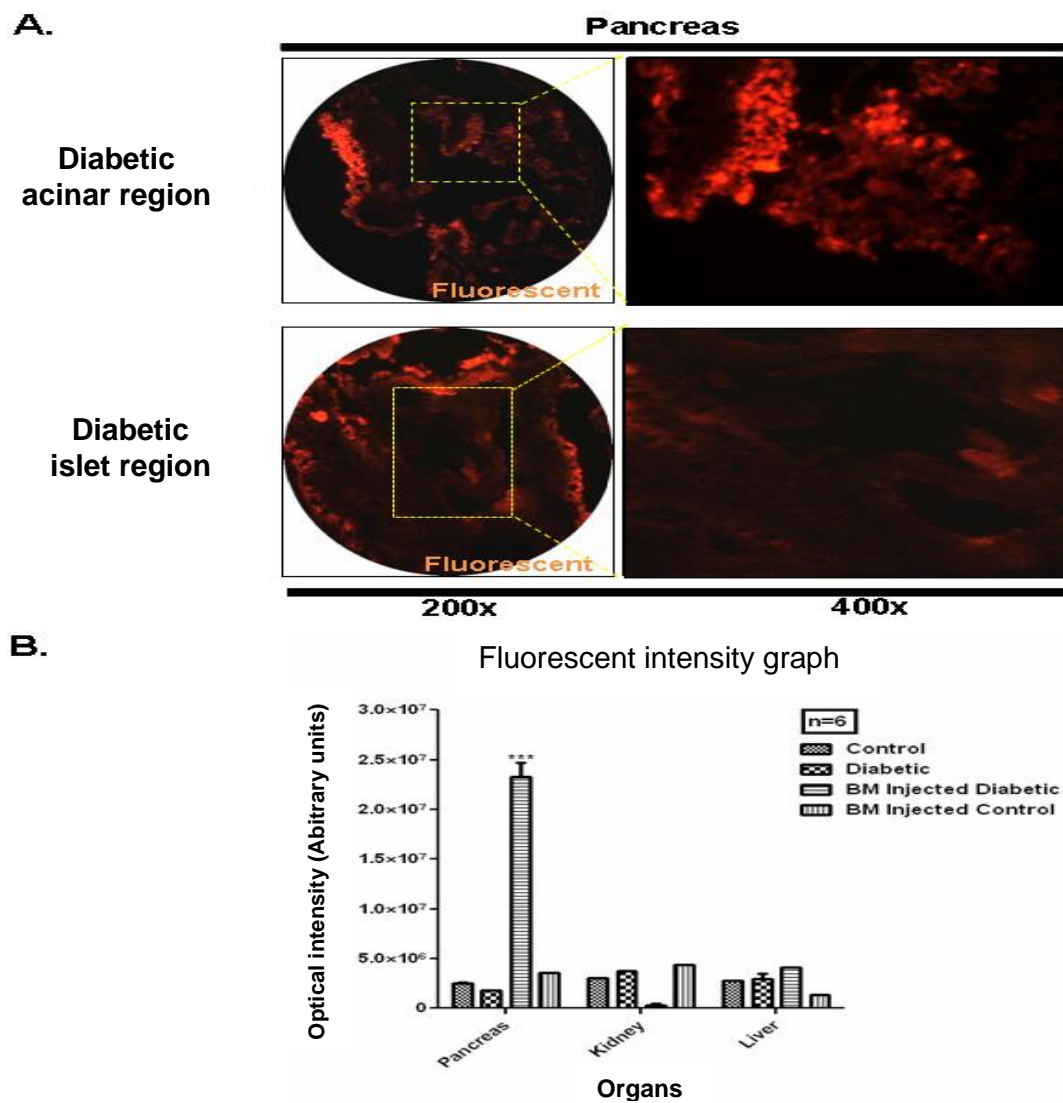 A.
Pancreas
Diabetic
acinar region
Fluorescent
Diabetic
islet region
Fluorescent
200x 400x
B.
Fluorescent intensity graph
n=6
Control
Diabetic
BM Injected Diabetic
BM Injected Control
Optical intensity (Abitrary units)
3.0×10⁷
2.5×10⁷
2.0×10⁷
1.5×10⁷
1.0×10⁷
5.0×10⁶
0
***
Pancreas
Kidney
Liver
Organs